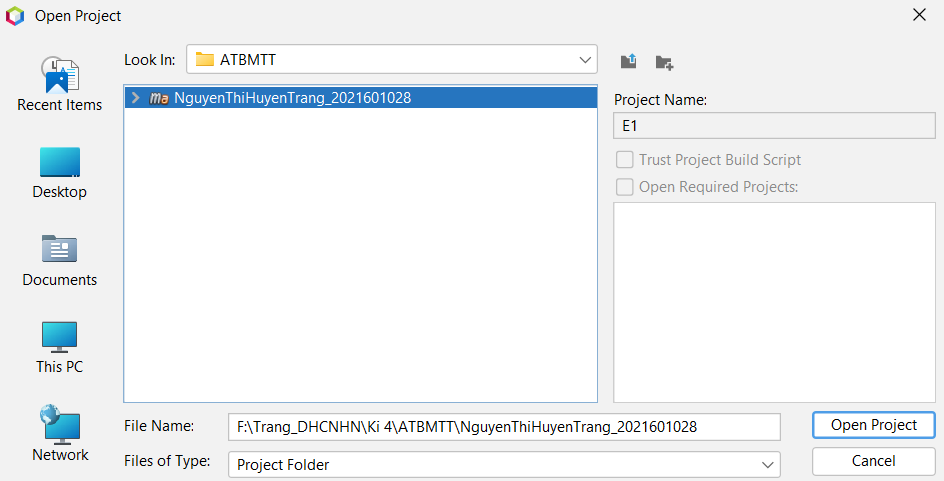 Open Project
Look In:
ATBMTT
Recent Items
Desktop
Documents
This PC
Network
ma NguyenThiHuyenTrang_2021601028
Project Name:
E1
Trust Project Build Script
Open Required Projects:
File Name:
F:\Trang_DHCNHN\Ki 4\ATBMTT\NguyenThiHuyenTrang_2021601028
Open Project
Files of Type:
Project Folder
Cancel